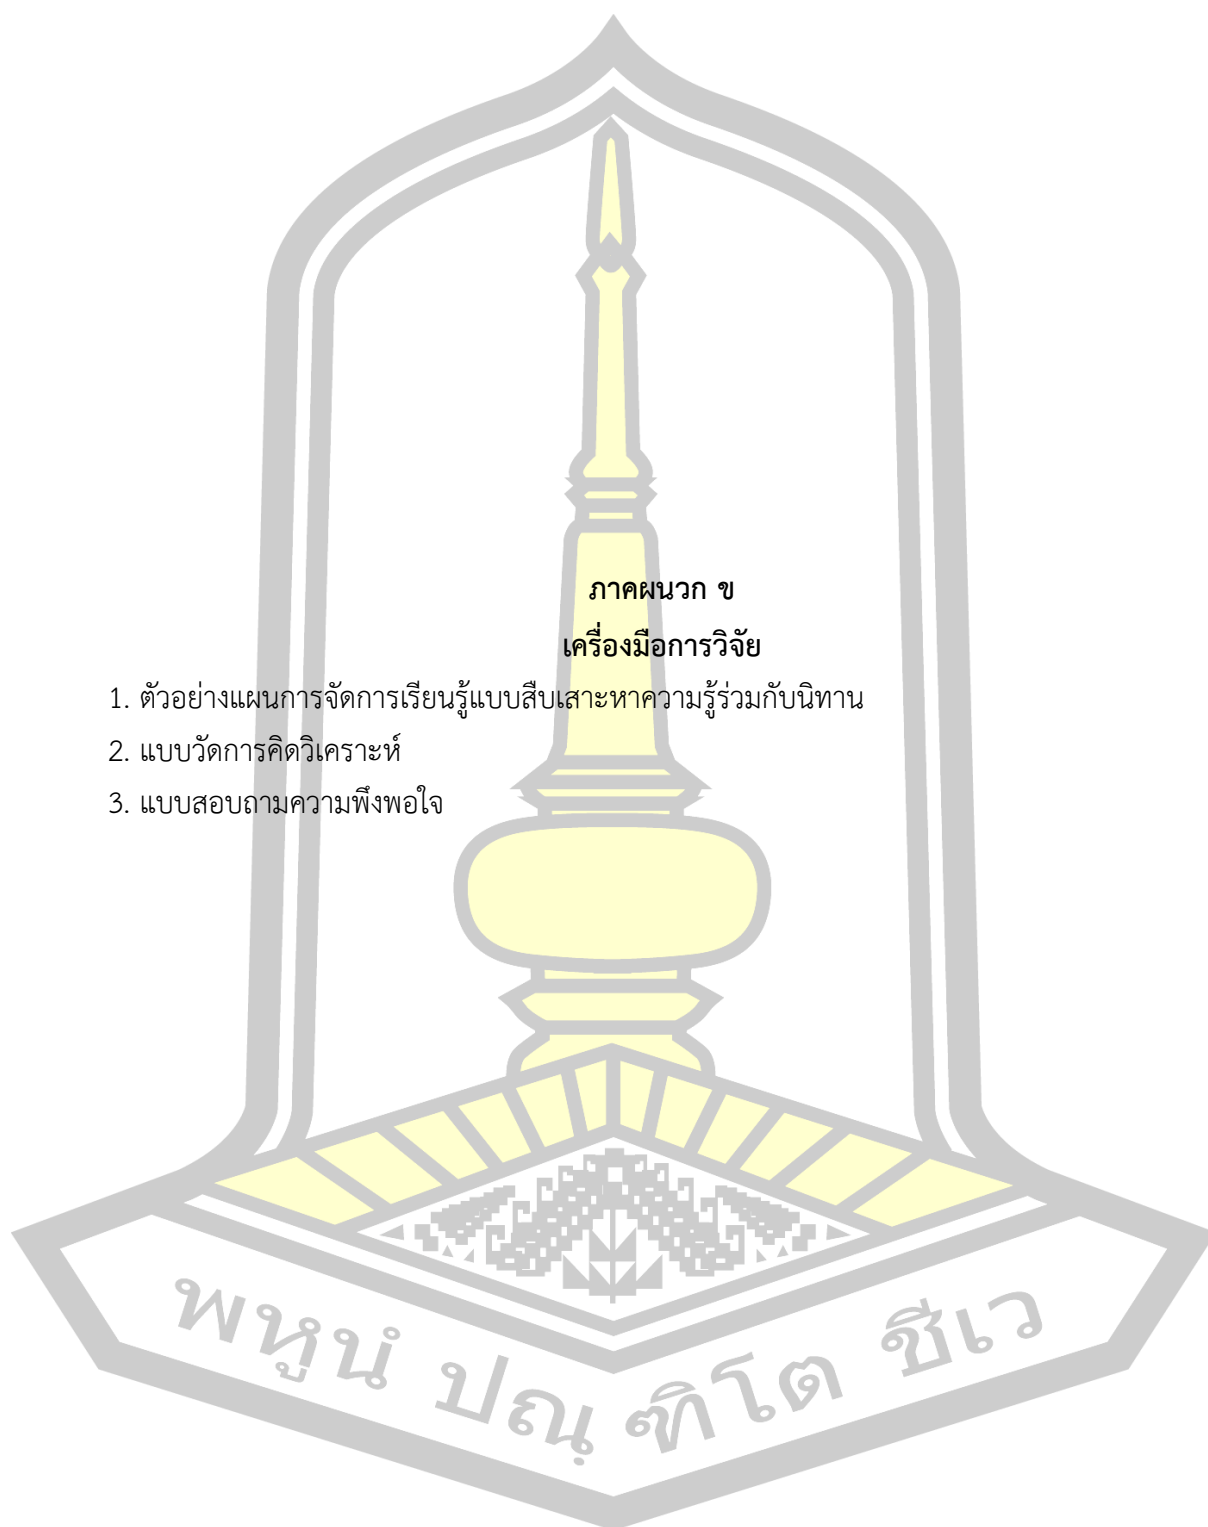 ภาคผนวก ข
เครื่องมือการวิจัย
1. ตัวอย่างแผนการจัดการเรียนรู้แบบสืบเสาะหาความรู้ร่วมกับนิทาน
2. แบบวัดการคิดวิเคราะห์
3. แบบสอบถามความพึงพอใจ
พหูนํ ปณฺฑิโต ชีเว